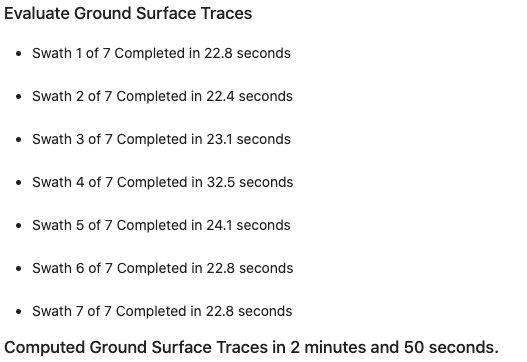 Evaluate Ground Surface Traces
• Swath 1 of 7 Completed in 22.8 seconds
• Swath 2 of 7 Completed in 22.4 seconds
• Swath 3 of 7 Completed in 23.1 seconds
• Swath 4 of 7 Completed in 32.5 seconds
• Swath 5 of 7 Completed in 24.1 seconds
• Swath 6 of 7 Completed in 22.8 seconds
• Swath 7 of 7 Completed in 22.8 seconds
Computed Ground Surface Traces in 2 minutes and 50 seconds.